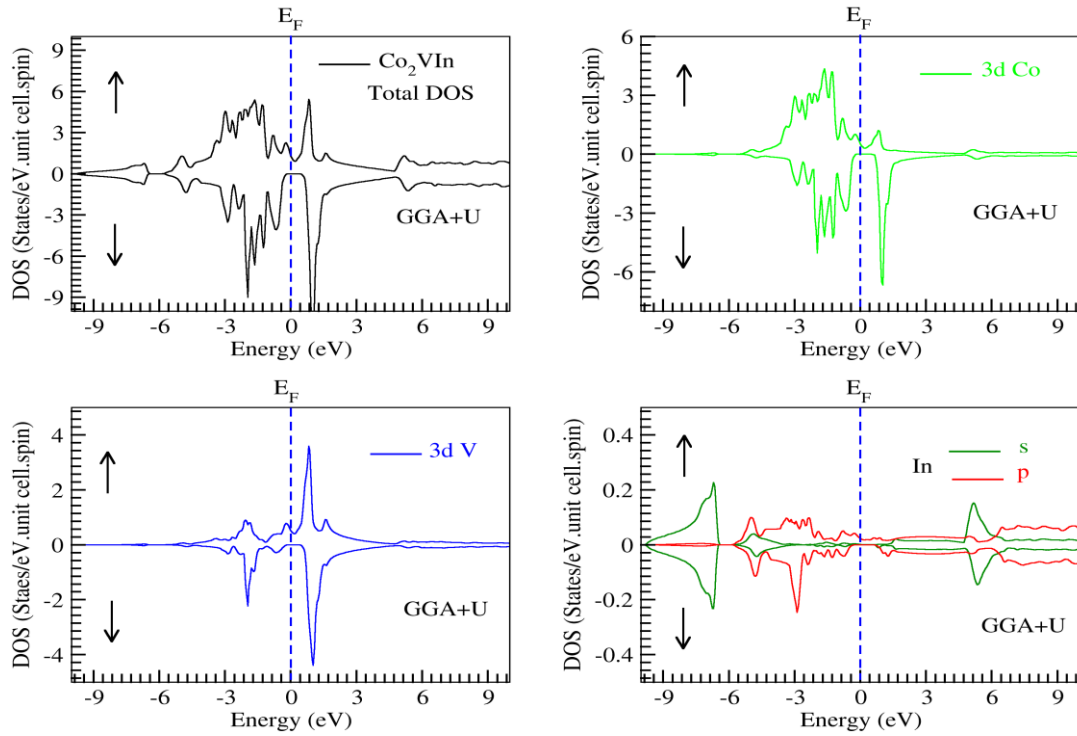 E_F
DOS (States/eV.unit cell.spin)
9
6
3
0
-3
-6
-9
Co₂VIn
Total DOS
GGA+U
-9 -6 -3 0 3 6 9
Energy (eV)
E_F
DOS (States/eV.unit cell.spin)
6
3
0
-3
-6
3d Co
GGA+U
-9 -6 -3 0 3 6 9
Energy (eV)
E_F
DOS (States/eV.unit cell.spin)
4
2
0
-2
-4
3d V
GGA+U
-9 -6 -3 0 3 6 9
Energy (eV)
E_F
DOS (States/eV.unit cell.spin)
0.4
0.2
0
-0.2
-0.4
In
s
p
GGA+U
-9 -6 -3 0 3 6 9
Energy (eV)